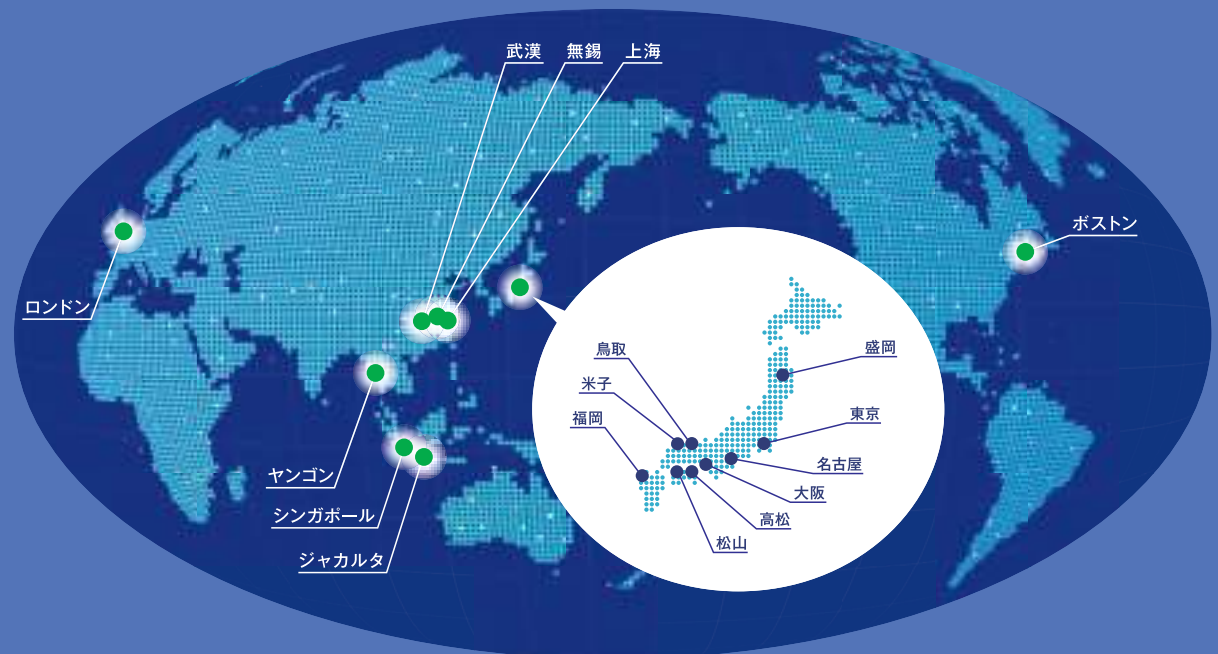 武漢
無錫
上海
ボストン
ロンドン
ヤンゴン
シンガポール
ジャカルタ
鳥取
米子
福岡
盛岡
東京
名古屋
大阪
高松
松山